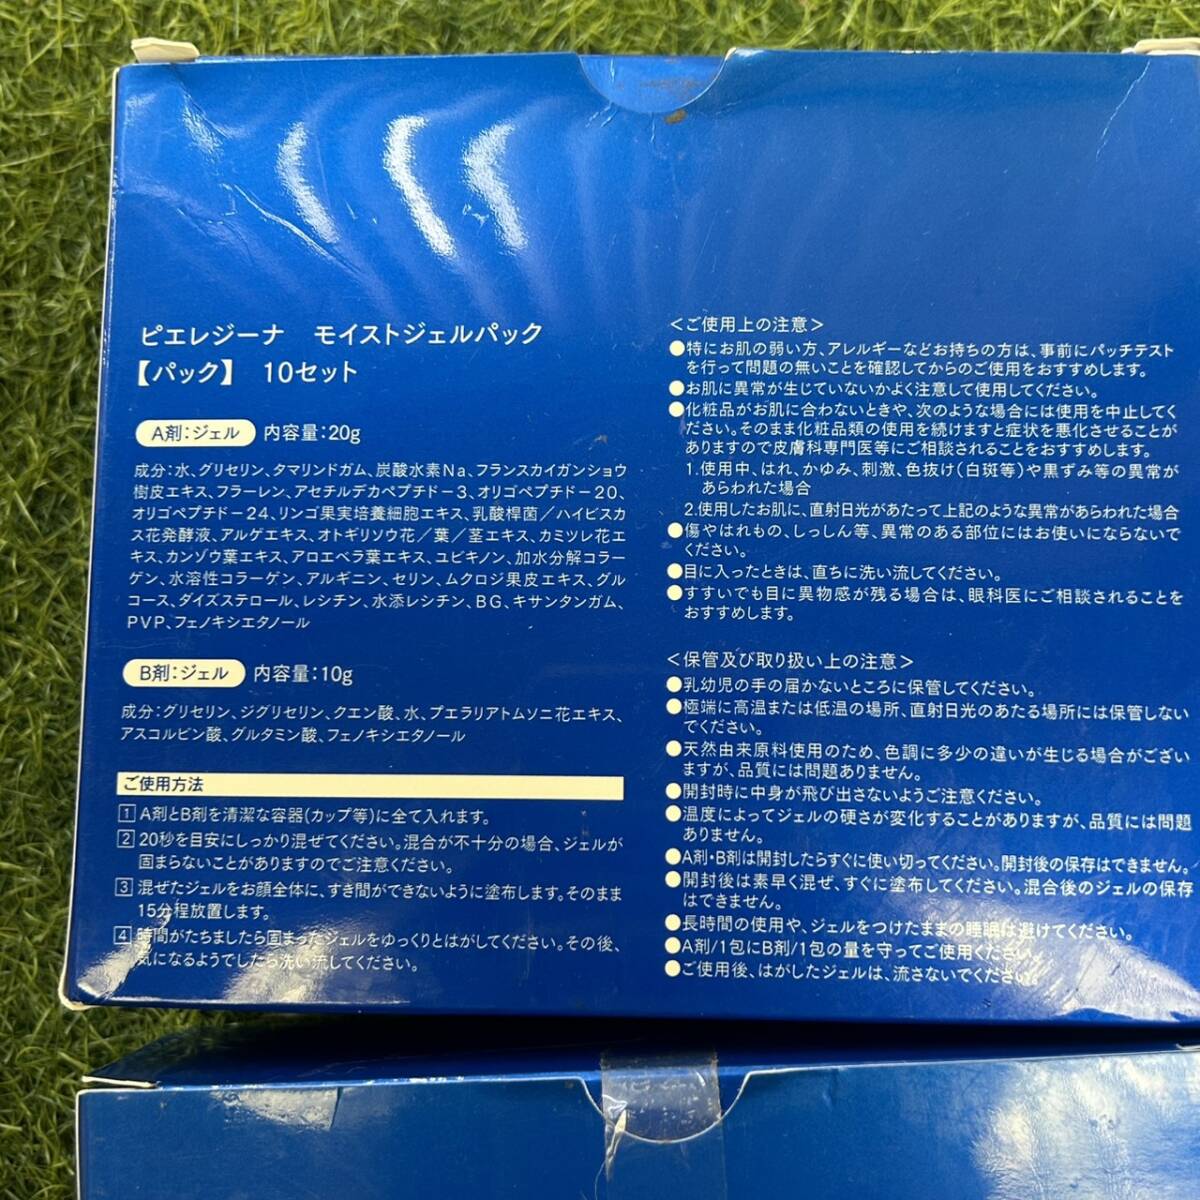 ピエレジーナ　モイストジェルパック
【パック】　10セット
A剤：ジェル　内容量：20g
成分：水、グリセリン、タマリンドガム、炭酸水素Na、フランスカイガンショウ
樹皮エキス、フラーレン、アセチルデカペプチド－3、オリゴペプチド－20、
オリゴペプチド－24、リンゴ果実培養細胞エキス、乳酸桿菌／ハイビスカ
ス花発酵液、アルゲエキス、オトギリソウ花／葉／茎エキス、カミツレ花エ
キス、カンゾウ葉エキス、アロエベラ葉エキス、ユビキノン、加水分解コラー
ゲン、水溶性コラーゲン、アルギニン、セリン、ムクロジ果皮エキス、グル
コース、ダイズステロール、レシチン、水添レシチン、BG、キサンタンガム、
PVP、フェノキシエタノール
B剤：ジェル　内容量：10g
成分：グリセリン、ジグリセリン、クエン酸、水、プエラリアトムソニ花エキス、
アスコルビン酸、グルタミン酸、フェノキシエタノール
ご使用方法
1 A剤とB剤を清潔な容器(カップ等)に全て入れます。
2 20秒を目安にしっかり混ぜてください。混合が不十分の場合、ジェルが
固まらないことがありますのでご注意ください。
3 混ぜたジェルをお顔全体に、すき間ができないように塗布します。そのまま
15分程放置します。
4 時間がたちましたら固まったジェルをゆっくりとはがしてください。その後、
気になるようでしたら洗い流してください。
＜ご使用上の注意＞
●特にお肌の弱い方、アレルギーなどお持ちの方は、事前にパッチテスト
を行って問題の無いことを確認してからのご使用をおすすめします。
●お肌に異常が生じていないかよく注意して使用してください。
●化粧品がお肌に合わないときや、次のような場合には使用を中止してく
ださい。そのまま化粧品類の使用を続けますと症状を悪化させることが
ありますので皮膚科専門医等にご相談されることをおすすめします。
1.使用中、はれ、かゆみ、刺激、色抜け(白斑等)や黒ずみ等の異常が
あらわれた場合
2.使用したお肌に、直射日光があたって上記のような異常があらわれた場合
●傷やはれもの、しっしん等、異常のある部位にはお使いにならないで
ください。
●目に入ったときは、直ちに洗い流してください。
●すすいでも目に異物感が残る場合は、眼科医にご相談されることを
おすすめします。
＜保管及び取り扱い上の注意＞
●乳幼児の手の届かないところに保管してください。
●極端に高温または低温の場所、直射日光のあたる場所には保管しない
でください。
●天然由来原料使用のため、色調に多少の違いが生じる場合がござい
ますが、品質には問題ありません。
●開封時に中身が飛び出さないようご注意ください。
●温度によってジェルの硬さが変化することがありますが、品質には問題
ありません。
●A剤・B剤は開封したらすぐに使い切ってください。開封後の保存はできません。
●開封後は素早く混ぜ、すぐに塗布してください。混合後のジェルの保存
はできません。
●長時間の使用や、ジェルをつけたままの睡眠は避けてください。
●A剤/1包にB剤/1包の量を守ってご使用ください。
●ご使用後、はがしたジェルは、流さないでください。